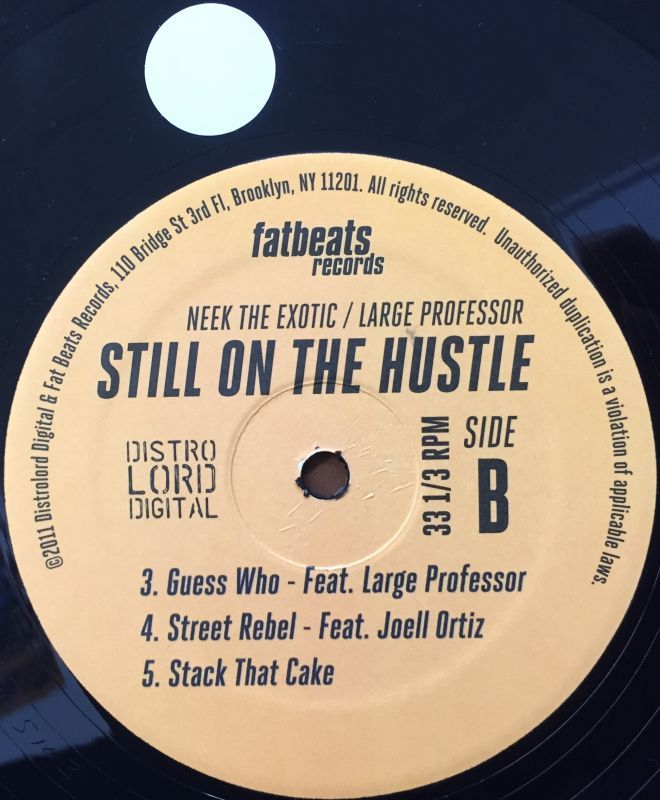 ©2011 Distrolord Digital & Fat Beats Records, 110 Bridge St 3rd Fl, Brooklyn, NY 11201. All rights reserved. Unauthorized duplication is a violation of applicable laws.
fatbeats
records
NEEK THE EXOTIC / LARGE PROFESSOR
STILL ON THE HUSTLE
DISTRO
LORD
DIGITAL
33 1/3 RPM
SIDE
B
3. Guess Who - Feat. Large Professor
4. Street Rebel - Feat. Joell Ortiz
5. Stack That Cake